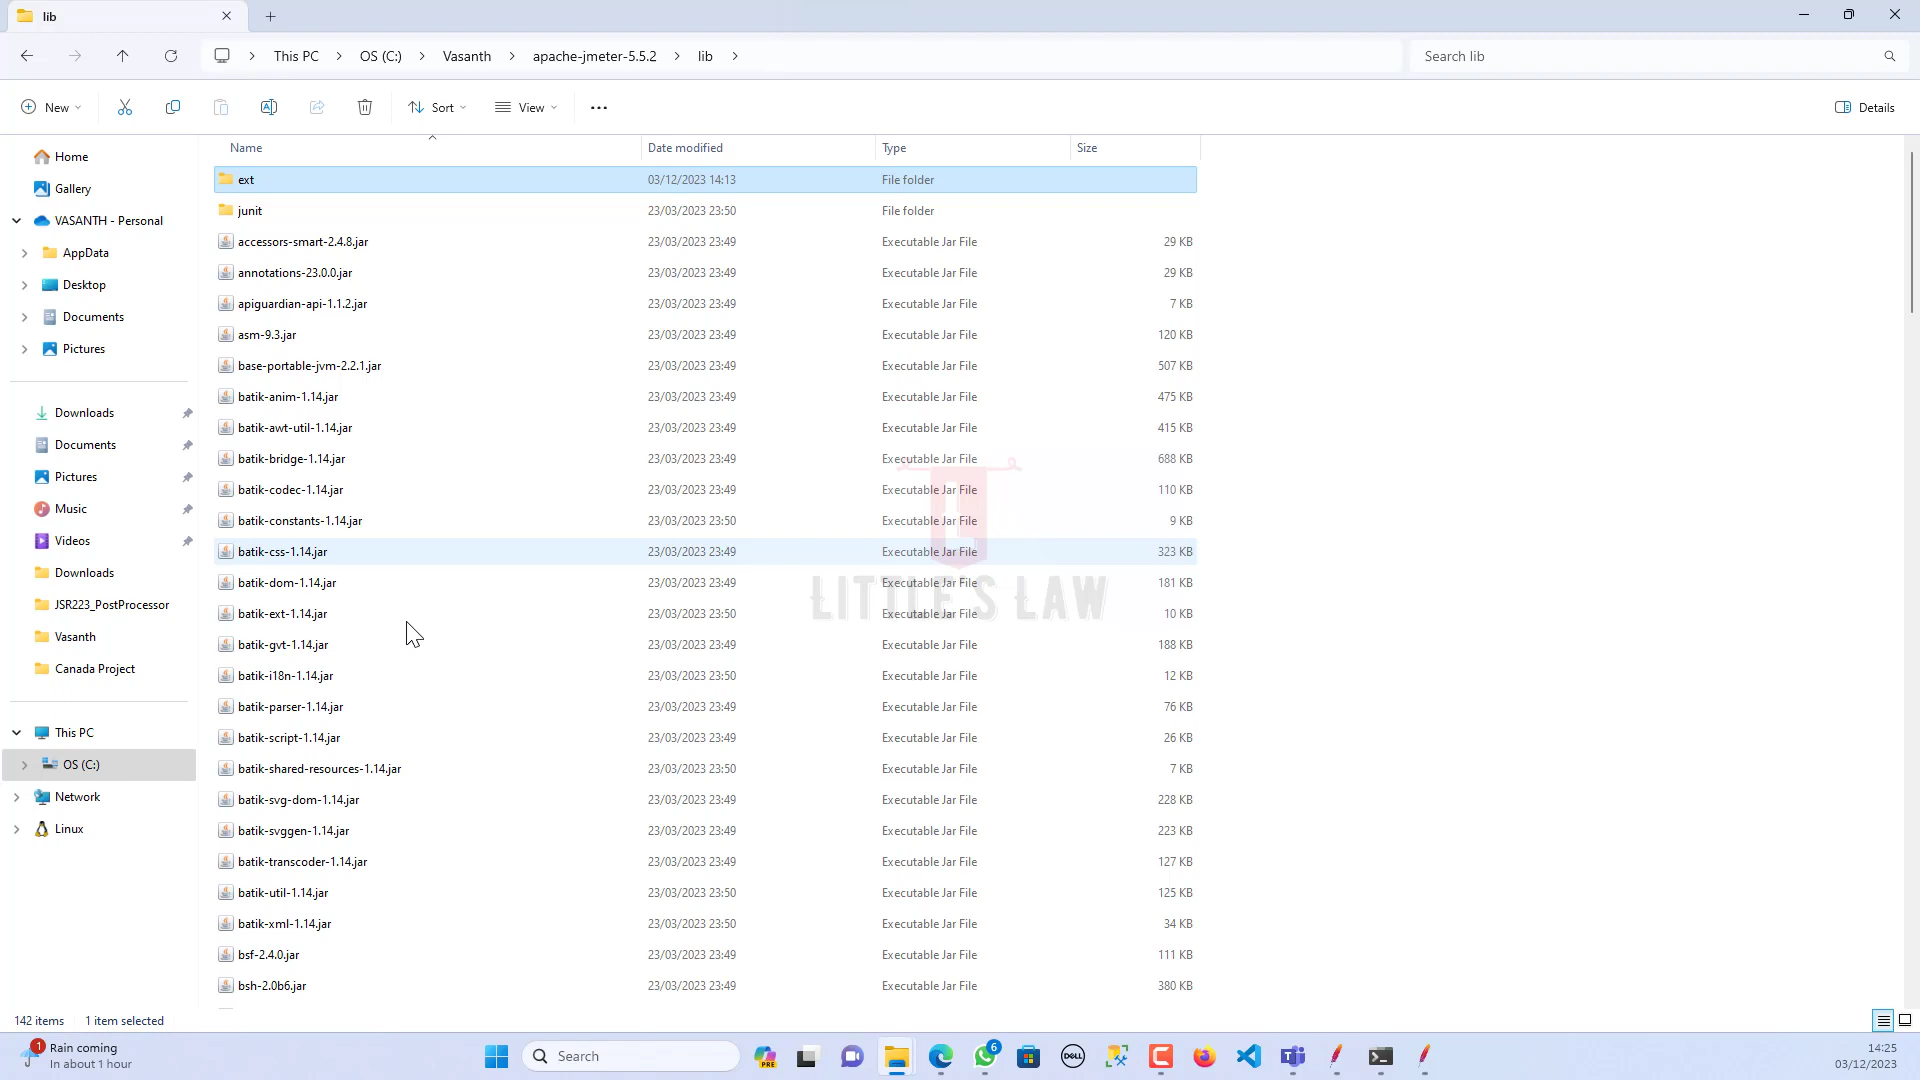 lib
This PC
OS (C:)
Vasanth
apache-jmeter-5.5.2
lib
Search lib
New
Sort
View
Details
Name Date modified Type Size
ext 03/12/2023 14:13 File folder
junit 23/03/2023 23:50 File folder
accessors-smart-2.4.8.jar 23/03/2023 23:49 Executable Jar File 29 KB
annotations-23.0.0.jar 23/03/2023 23:49 Executable Jar File 29 KB
apiguardian-api-1.1.2.jar 23/03/2023 23:49 Executable Jar File 7 KB
asm-9.3.jar 23/03/2023 23:49 Executable Jar File 120 KB
base-portable-jvm-2.2.1.jar 23/03/2023 23:49 Executable Jar File 507 KB
batik-anim-1.14.jar 23/03/2023 23:49 Executable Jar File 475 KB
batik-awt-util-1.14.jar 23/03/2023 23:49 Executable Jar File 415 KB
batik-bridge-1.14.jar 23/03/2023 23:49 Executable Jar File 688 KB
batik-codec-1.14.jar 23/03/2023 23:49 Executable Jar File 110 KB
batik-constants-1.14.jar 23/03/2023 23:50 Executable Jar File 9 KB
batik-css-1.14.jar 23/03/2023 23:49 Executable Jar File 323 KB
batik-dom-1.14.jar 23/03/2023 23:49 Executable Jar File 181 KB
batik-ext-1.14.jar 23/03/2023 23:50 Executable Jar File 10 KB
batik-gvt-1.14.jar 23/03/2023 23:49 Executable Jar File 188 KB
batik-i18n-1.14.jar 23/03/2023 23:50 Executable Jar File 12 KB
batik-parser-1.14.jar 23/03/2023 23:49 Executable Jar File 76 KB
batik-script-1.14.jar 23/03/2023 23:49 Executable Jar File 26 KB
batik-shared-resources-1.14.jar 23/03/2023 23:50 Executable Jar File 7 KB
batik-svg-dom-1.14.jar 23/03/2023 23:49 Executable Jar File 228 KB
batik-svggen-1.14.jar 23/03/2023 23:49 Executable Jar File 223 KB
batik-transcoder-1.14.jar 23/03/2023 23:49 Executable Jar File 127 KB
batik-util-1.14.jar 23/03/2023 23:50 Executable Jar File 125 KB
batik-xml-1.14.jar 23/03/2023 23:50 Executable Jar File 34 KB
bsf-2.4.0.jar 23/03/2023 23:49 Executable Jar File 111 KB
bsh-2.0b6.jar 23/03/2023 23:49 Executable Jar File 380 KB
Home
Gallery
VASANTH - Personal
AppData
Desktop
Documents
Pictures
Downloads
Documents
Pictures
Music
Videos
Downloads
JSR223_PostProcessor
Vasanth
Canada Project
This PC
OS (C:)
Network
Linux
L
LITTLE'S LAW
142 items 1 item selected
1
Rain coming
In about 1 hour
Search
PRE
6
DELL
14:25
03/12/2023